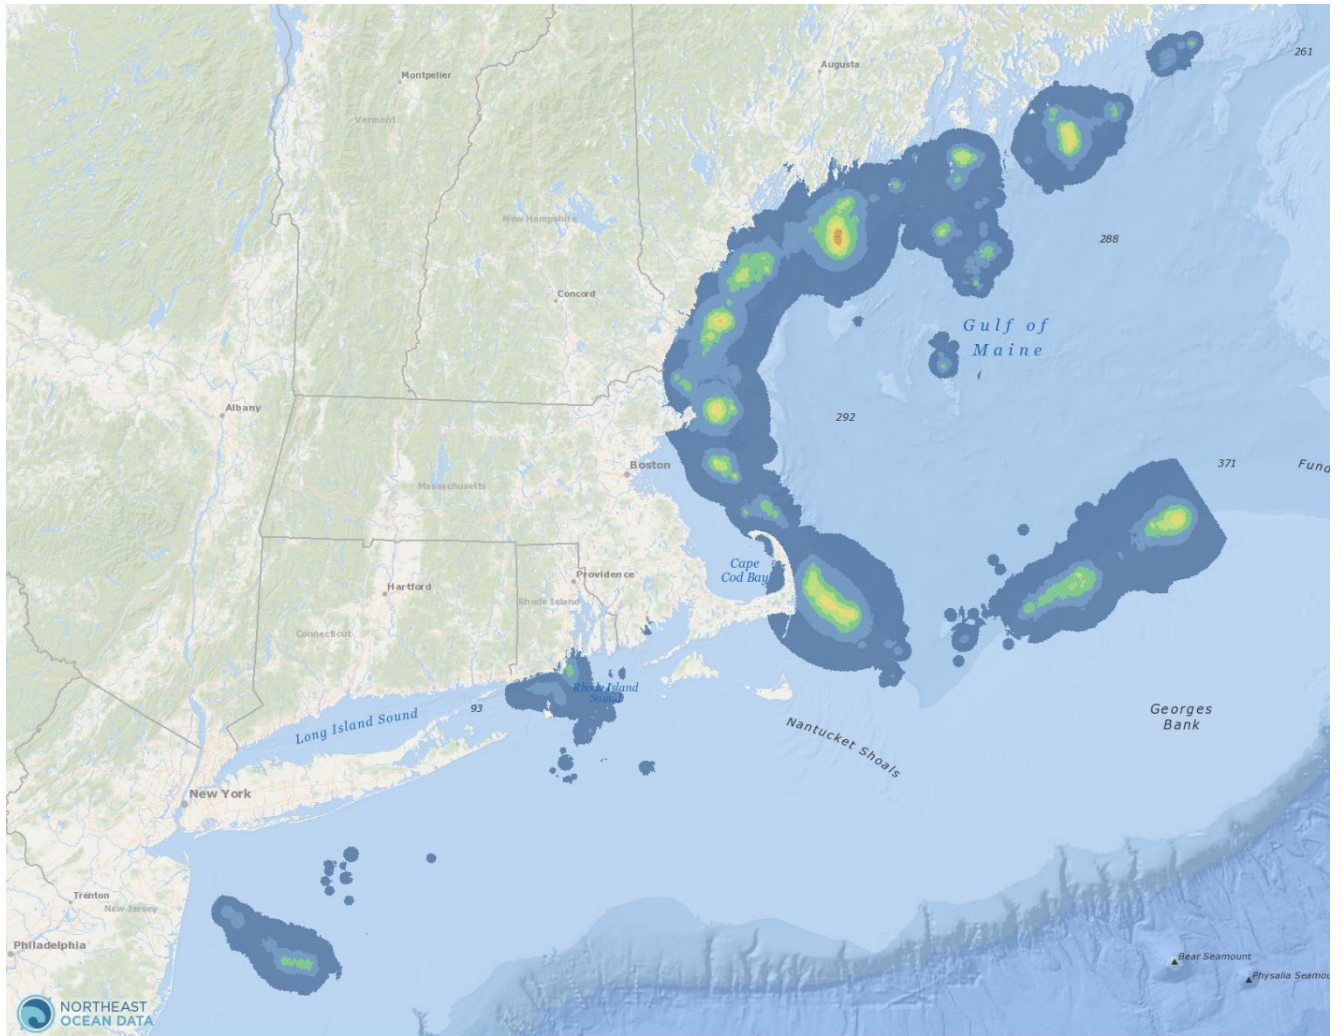 261
Augusta
Montpelier
Vermont
New Hampshire
288
Concord
Gulf of
Maine
Albany
292
Boston
371
Fund
Massachusetts
Cape
Cod Bay
Providence
Hartford
Rhode Island
Connecticut
Rhode Island
Sound
93
Long Island Sound
Georges
Bank
Nantucket Shoals
New York
Trenton
New Jersey
Philadelphia
Bear Seamount
Physalia Seamou
NORTHEAST
OCEAN DATA